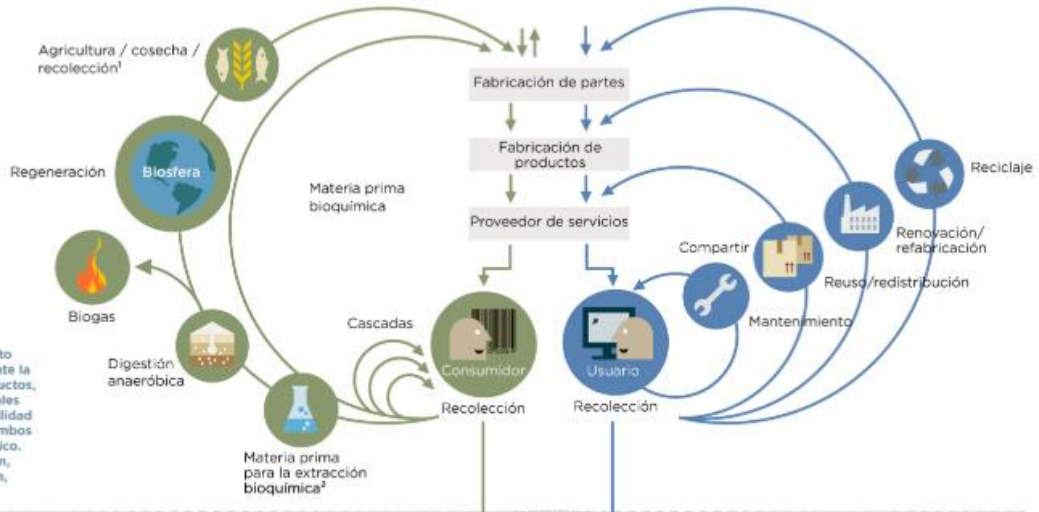 Agricultura / cosecha /
recolección¹
Fabricación de partes
Fabricación de
productos
Proveedor de servicios
Regeneración
Biosfera
Materia prima
bioquímica
Reciclaje
Renovación/
refabricación
Compartir
Reuso/redistribución
Mantenimiento
Biogas
Cascadas
Digestión
anaeróbica
Consumidor
Usuario
Recolección
Recolección
Materia prima
para la extracción
bioquímica²